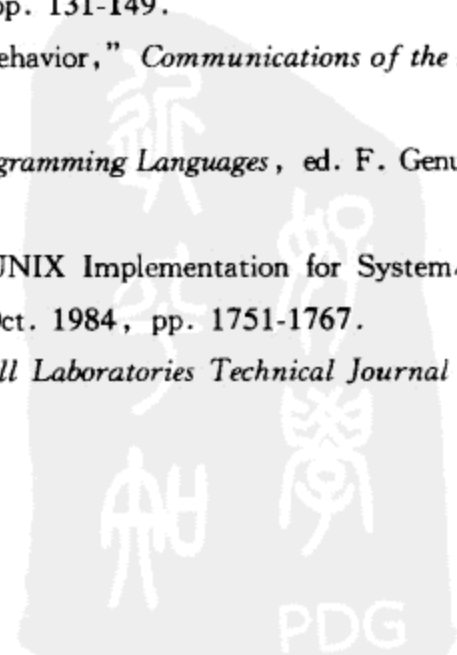 pp. 131-149.
ehavior,” Communications of the
gramming Languages, ed. F. Genu
UNIX Implementation for System
ct. 1984, pp. 1751-1767.
ll Laboratories Technical Journal
PDG